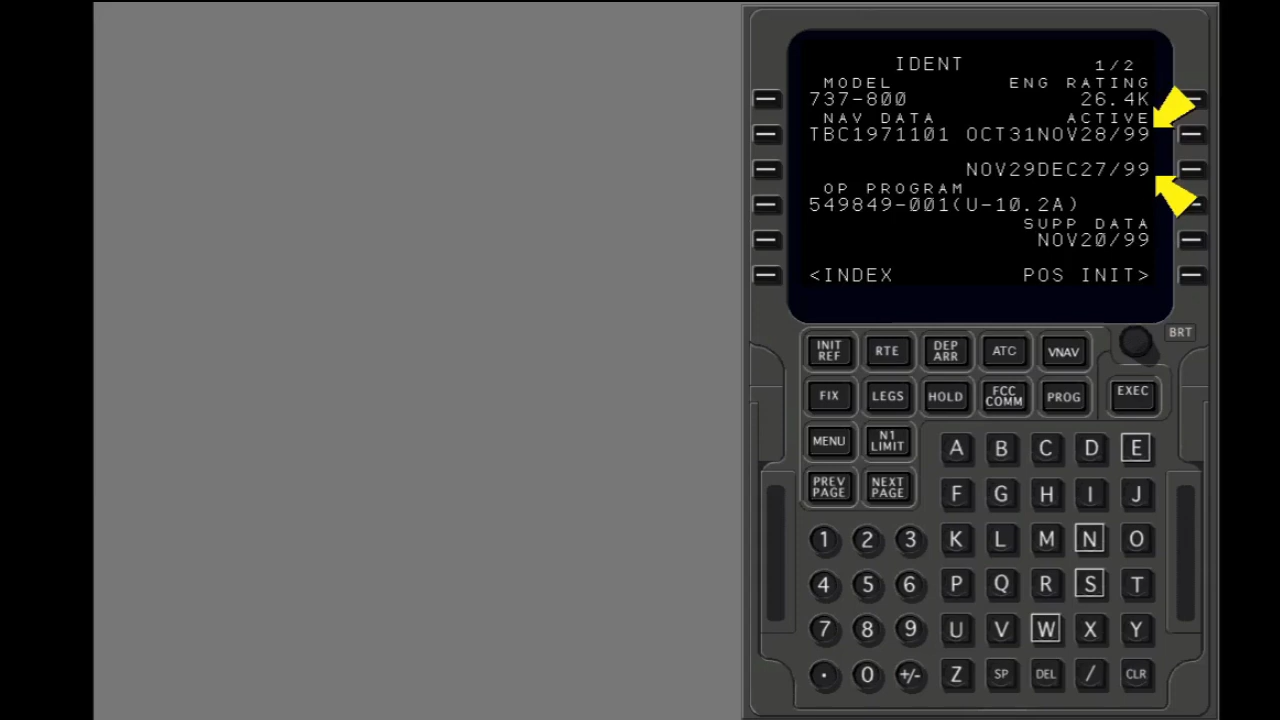 IDENT 1/2
MODEL ENG RATING
737-800 26.4K
NAV DATA ACTIVE
TBC1971101 OCT31NOV28/99
NOV29DEC27/99
OP PROGRAM
549849-001(U-10.2A)
SUPP DATA
NOV20/99
<INDEX POS INIT>
BRT
INIT REF RTE DEP ARR ATC VNAV
FIX LEGS HOLD FCC COMM PROG EXEC
MENU N1 LIMIT
A B C D E
PREV PAGE NEXT PAGE
F G H I J
1 2 3 K L M N O
4 5 6 P Q R S T
7 8 9 U V W X Y
. 0 +/- Z SP DEL / CLR